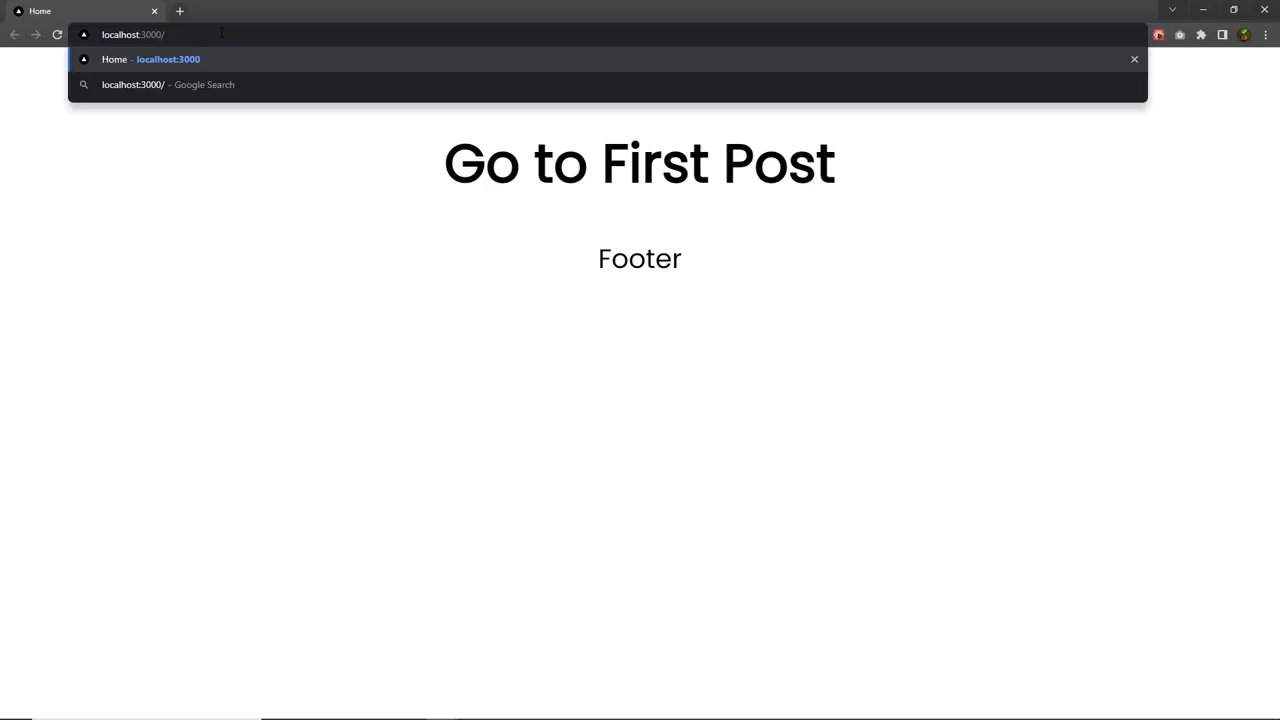 Home
localhost:3000/
Home - localhost:3000
localhost:3000/ - Google Search
Go to First Post
Footer